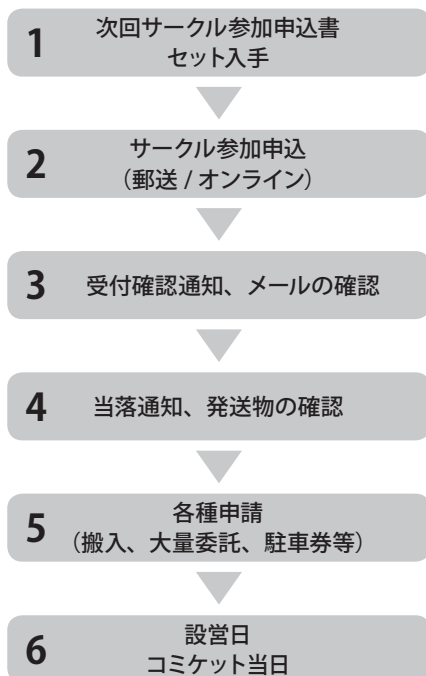 1
次回サークル参加申込書
セット入手
2
サークル参加申込
（郵送 / オンライン）
3
受付確認通知、メールの確認
4
当落通知、発送物の確認
5
各種申請
（搬入、大量委託、駐車券等）
6
設営日
コミケット当日